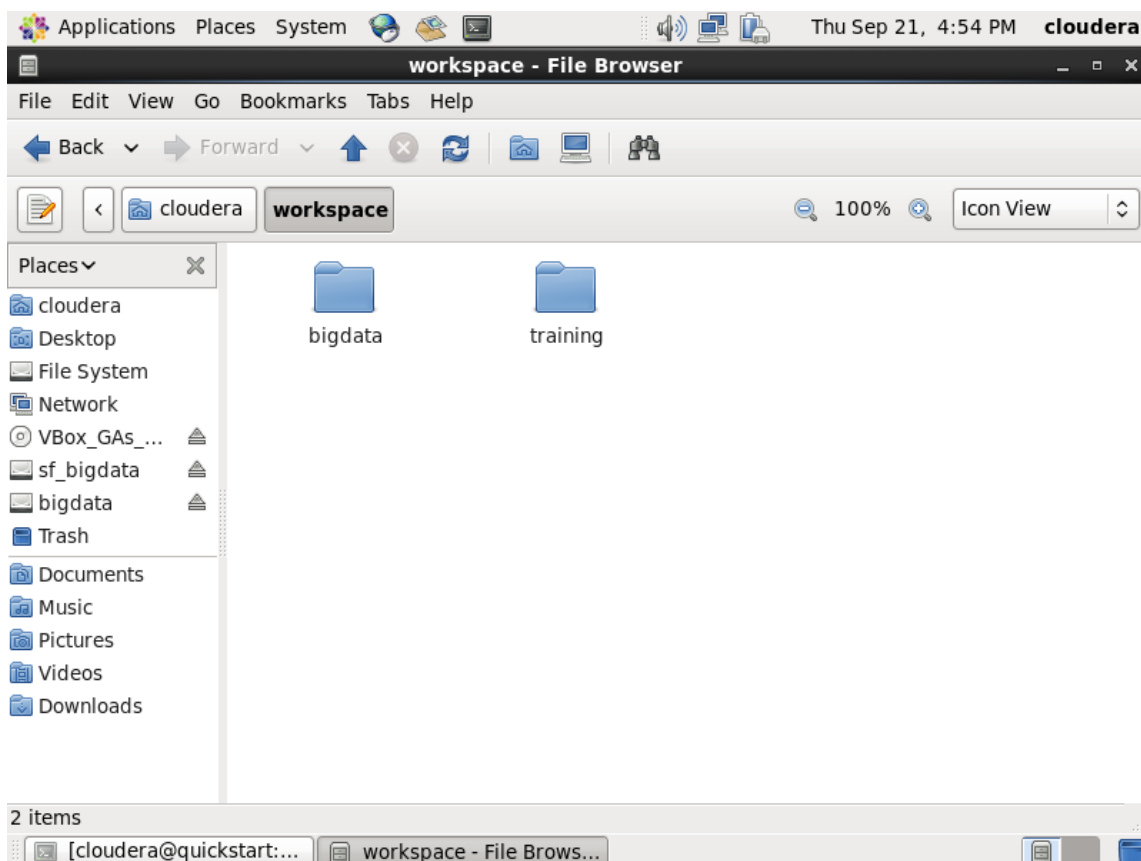 Applications Places System Thu Sep 21, 4:54 PM cloudera
workspace - File Browser
File Edit View Go Bookmarks Tabs Help
Back Forward
cloudera workspace 100% Icon View
Places
cloudera
Desktop
File System
Network
VBox_GAs_...
sf_bigdata
bigdata
Trash
Documents
Music
Pictures
Videos
Downloads
bigdata training
2 items
[cloudera@quickstart:... workspace - File Brows...